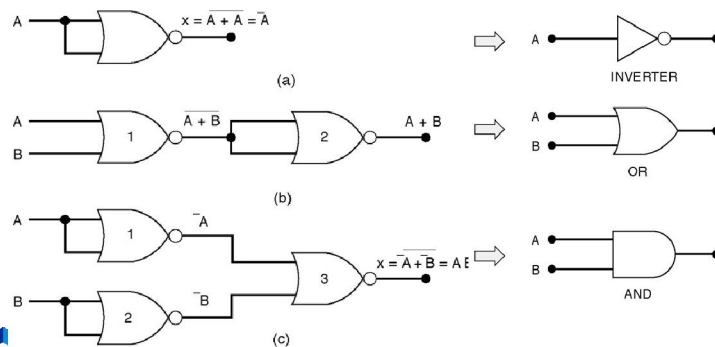 x = A̅ ̅+̅ ̅A̅ = A̅
A
A
INVERTER
(a)
A
B
1
A̅ ̅+̅ ̅B̅
2
A + B
A
B
OR
(b)
A
1
A̅
B
2
B̅
3
x = A̅ + B̅ = A B
A
B
AND
(c)